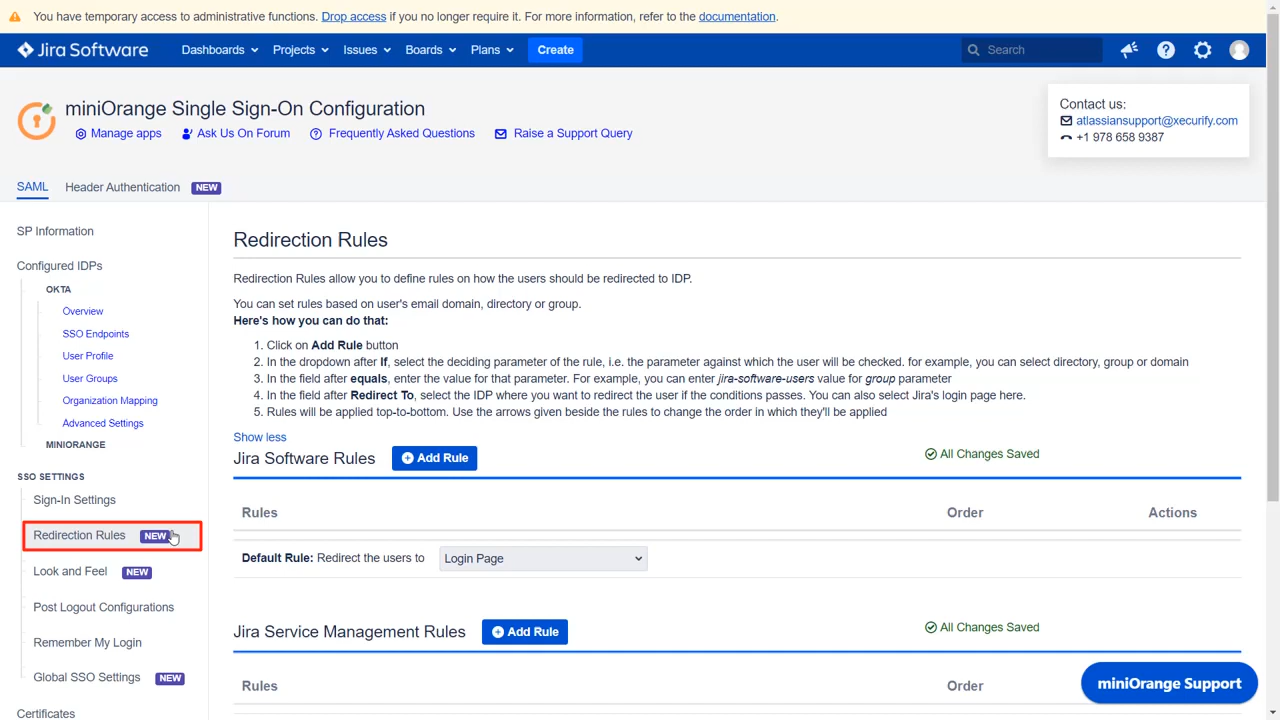 You have temporary access to administrative functions. Drop access if you no longer require it. For more information, refer to the documentation.
Jira Software Dashboards Projects Issues Boards Plans Create Search
miniOrange Single Sign-On Configuration
Manage apps Ask Us On Forum Frequently Asked Questions Raise a Support Query
Contact us:
atlassiansupport@xecurify.com
+1 978 658 9387
SAML Header Authentication NEW
SP Information
Configured IDPs
OKTA
Overview
SSO Endpoints
User Profile
User Groups
Organization Mapping
Advanced Settings
MINIORANGE
SSO SETTINGS
Sign-In Settings
Redirection Rules NEW
Look and Feel NEW
Post Logout Configurations
Remember My Login
Global SSO Settings NEW
Certificates
Redirection Rules
Redirection Rules allow you to define rules on how the users should be redirected to IDP.
You can set rules based on user's email domain, directory or group.
Here's how you can do that:
1. Click on Add Rule button
2. In the dropdown after If, select the deciding parameter of the rule, i.e. the parameter against which the user will be checked. for example, you can select directory, group or domain
3. In the field after equals, enter the value for that parameter. For example, you can enter jira-software-users value for group parameter
4. In the field after Redirect To, select the IDP where you want to redirect the user if the conditions passes. You can also select Jira's login page here.
5. Rules will be applied top-to-bottom. Use the arrows given beside the rules to change the order in which they'll be applied
Show less
Jira Software Rules Add Rule All Changes Saved
Rules Order Actions
Default Rule: Redirect the users to Login Page
Jira Service Management Rules Add Rule All Changes Saved
Rules Order
miniOrange Support